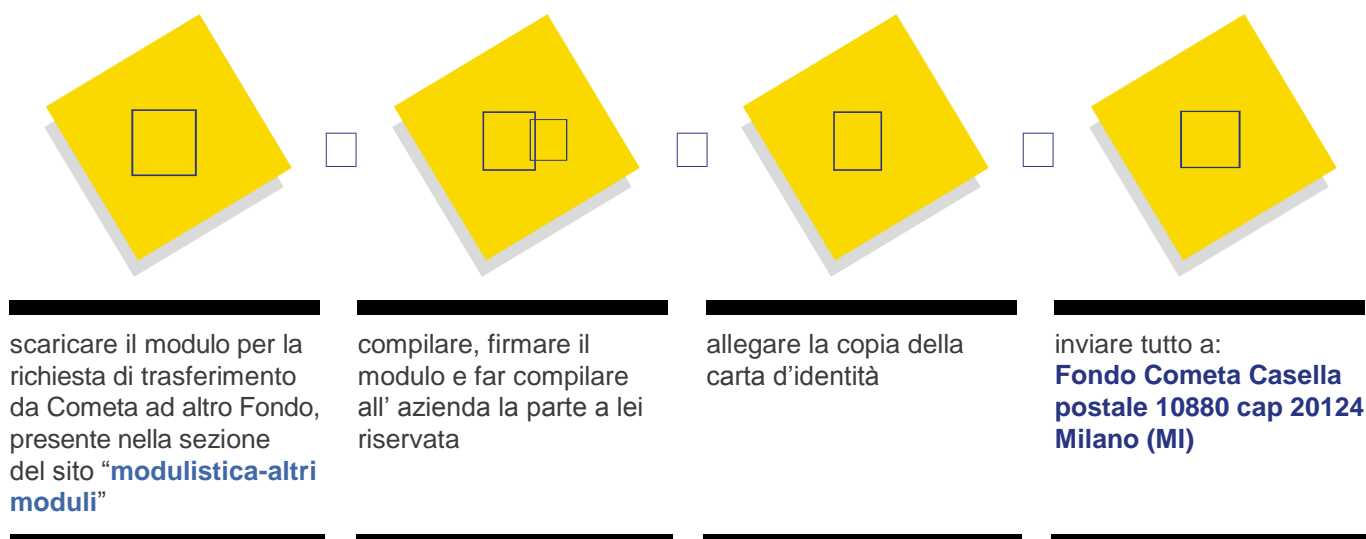 scaricare il modulo per la
richiesta di trasferimento
da Cometa ad altro Fondo,
presente nella sezione
del sito “modulistica-altri
moduli”
compilare, firmare il
modulo e far compilare
all’ azienda la parte a lei
riservata
allegare la copia della
carta d’identità
inviare tutto a:
Fondo Cometa Casella
postale 10880 cap 20124
Milano (MI)